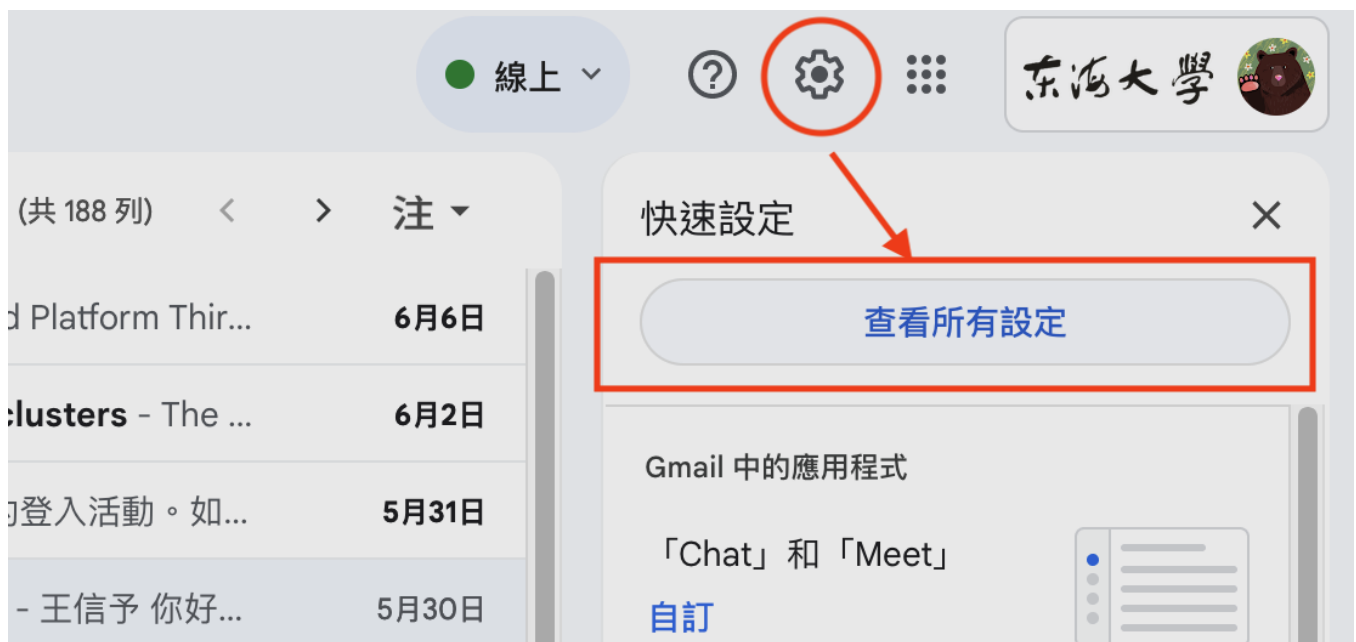 線上
东海大學
(共 188 列)
注
快速設定
查看所有設定
d Platform Thir...
6月6日
clusters - The ...
6月2日
登入活動。如...
5月31日
- 王信予 你好...
5月30日
Gmail 中的應用程式
「Chat」和「Meet」
自訂